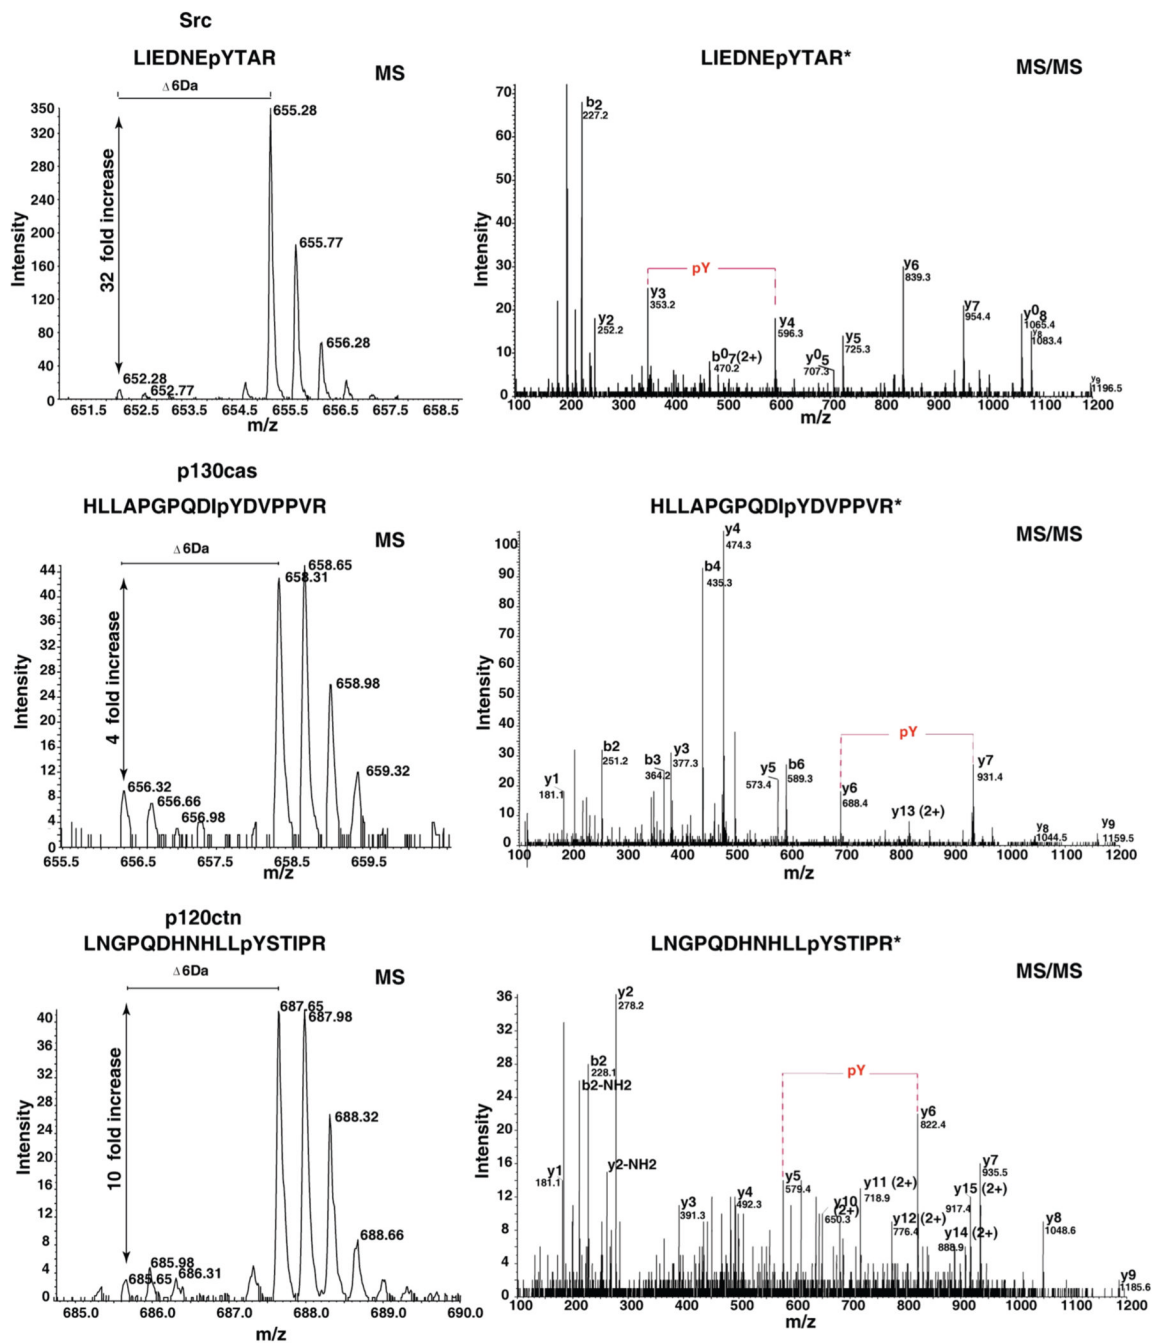 Src
LIEDNEpYTAR
MS
Δ6Da
32 fold increase
Intensity
350
320
280
240
200
160
120
80
40
0
655.28
655.77
656.28
652.28
652.77
651.5 652.5 653.5 654.5 655.5 656.5 657.5 658.5
m/z
LIEDNEpYTAR*
MS/MS
Intensity
70
60
50
40
30
20
10
0
b2
227.2
pY
y3
353.2
y2
252.2
y4
596.3
b07(2+)
470.2
y05
707.3
y5
725.3
y6
839.3
y7
954.4
y08
1065.4
y8
1083.4
y9
1196.5
100 200 300 400 500 600 700 800 900 1000 1100 1200
m/z
p130cas
HLLAPGPQDIpYDVPPVR
MS
Δ6Da
4 fold increase
Intensity
44
40
36
32
28
24
20
16
12
8
4
0
658.65
658.31
658.98
659.32
656.32
656.66
656.98
655.5 656.5 657.5 658.5 659.5
m/z
HLLAPGPQDIpYDVPPVR*
MS/MS
Intensity
100
90
80
70
60
50
40
30
20
10
0
y4
474.3
b4
435.3
pY
y1
181.1
b2
251.2
b3
364.2
y3
377.3
y5
573.4
b6
589.3
y6
688.4
y7
931.4
y13 (2+)
y8
1044.5
y9
1159.5
100 200 300 400 500 600 700 800 900 1000 1100 1200
m/z
p120ctn
LNGPQDHNHLLpYSTIPR
MS
Δ6Da
10 fold increase
Intensity
40
36
32
28
24
20
16
12
8
4
0
687.65
687.98
688.32
688.66
685.65
685.98
686.31
685.0 686.0 687.0 688.0 689.0 690.0
m/z
LNGPQDHNHLLpYSTIPR*
MS/MS
Intensity
36
32
28
24
20
16
12
8
4
0
y2
278.2
b2
228.1
b2-NH2
pY
y1
181.1
y2-NH2
y3
391.3
y4
492.3
y5
579.4
y10
(2+)
650.3
y11 (2+)
718.9
y12 (2+)
776.4
y6
822.4
y14 (2+)
888.9
y15 (2+)
917.4
y7
935.5
y8
1048.6
y9
1185.6
100 200 300 400 500 600 700 800 900 1000 1100 1200
m/z